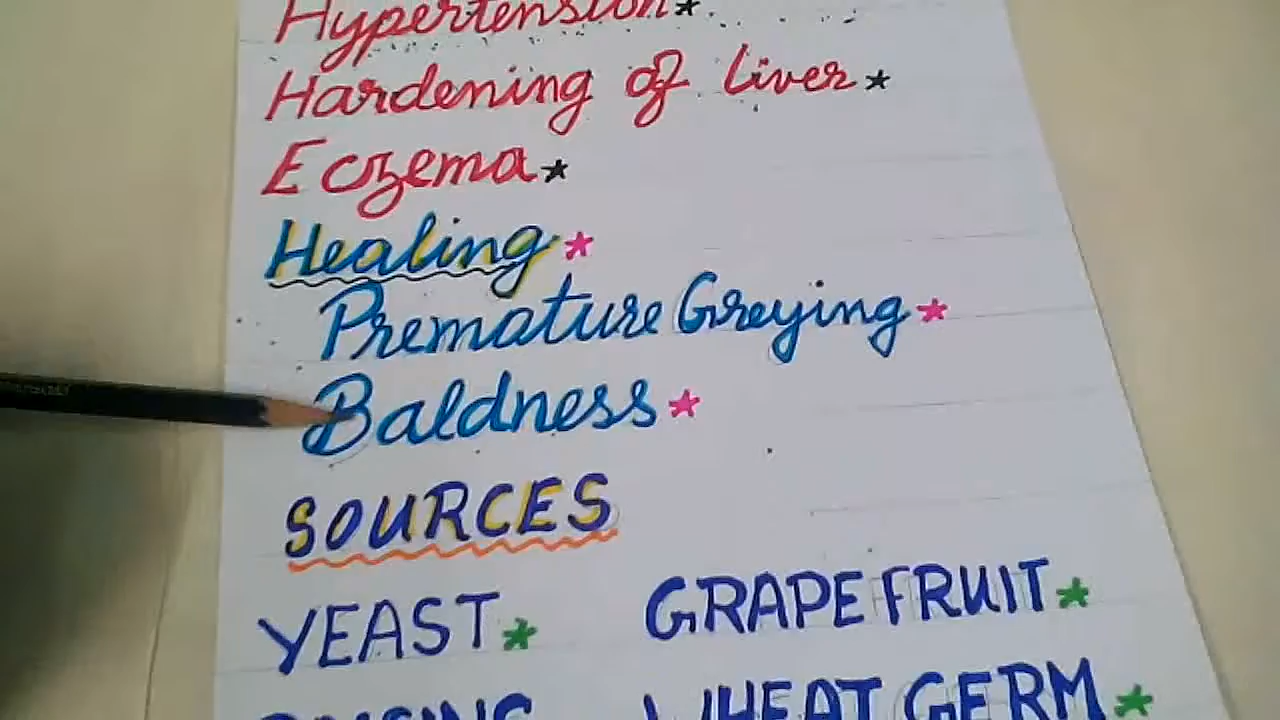 Hypertension
Hardening of liver
Eczema
Healing
Premature Greying
Baldness
SOURCES
YEAST GRAPEFRUIT
WHEAT GERM